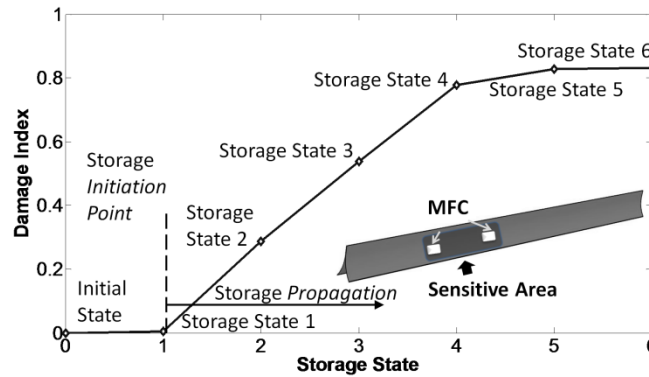 1
0.8
0.6
0.4
0.2
0
Damage Index
Storage State 6
Storage State 4
Storage State 5
Storage State 3
Storage
Initiation
Point
Storage
State 2
MFC
Sensitive Area
Initial
State
Storage Propagation
Storage State 1
0 1 2 3 4 5 6
Storage State